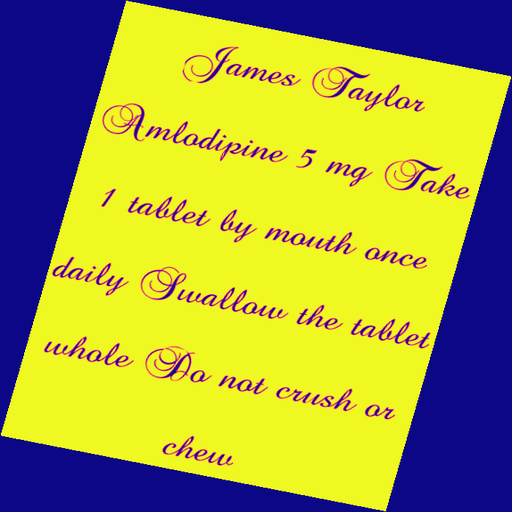 James Taylor
Amlodipine 5 mg Take
1 tablet by mouth once
daily Swallow the tablet
whole Do not crush or
chew